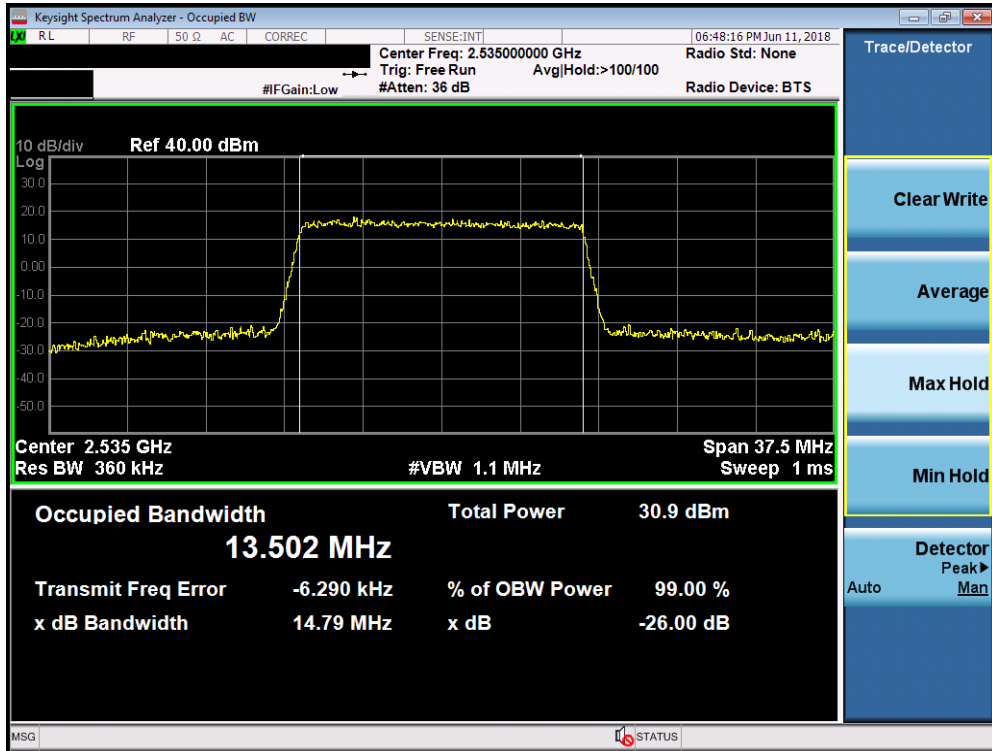 Keysight Spectrum Analyzer - Occupied BW
LXI RL RF 50 Ω AC CORREC SENSE:INT 06:48:16 PM Jun 11, 2018
Center Freq: 2.535000000 GHz Radio Std: None
Trig: Free Run Avg|Hold:>100/100
#IFGain:Low #Atten: 36 dB Radio Device: BTS
Trace/Detector
10 dB/div Ref 40.00 dBm
Log
30.0
20.0
10.0
0.00
-10.0
-20.0
-30.0
-40.0
-50.0
Center 2.535 GHz Span 37.5 MHz
Res BW 360 kHz #VBW 1.1 MHz Sweep 1 ms
Occupied Bandwidth Total Power 30.9 dBm
13.502 MHz
Transmit Freq Error -6.290 kHz % of OBW Power 99.00 %
x dB Bandwidth 14.79 MHz x dB -26.00 dB
Clear Write
Average
Max Hold
Min Hold
Detector
Peak▶
Auto Man
MSG STATUS